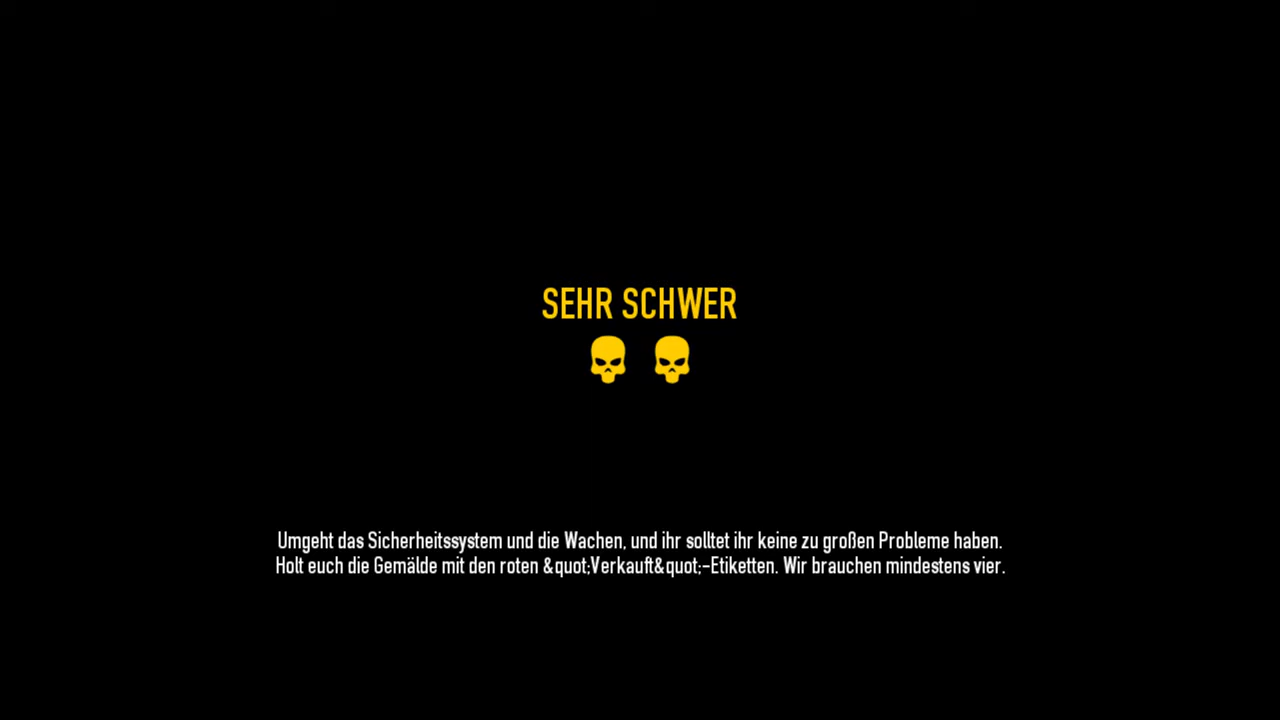 SEHR SCHWER
Umgeht das Sicherheitssystem und die Wachen, und ihr solltet ihr keine zu großen Probleme haben.
Holt euch die Gemälde mit den roten &quot;Verkauft&quot;-Etiketten. Wir brauchen mindestens vier.